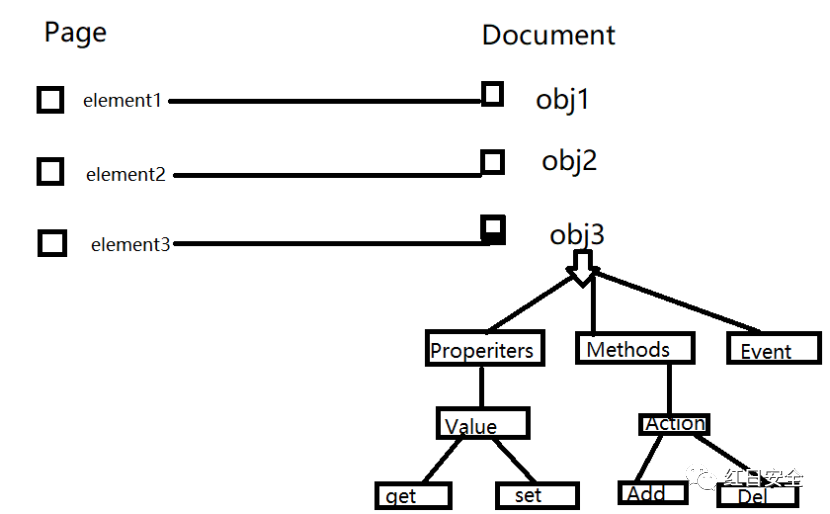 Page
Document
element1
obj1
element2
obj2
element3
obj3
Properiters
Methods
Event
Value
Action
get
set
Add
Del
红目安全